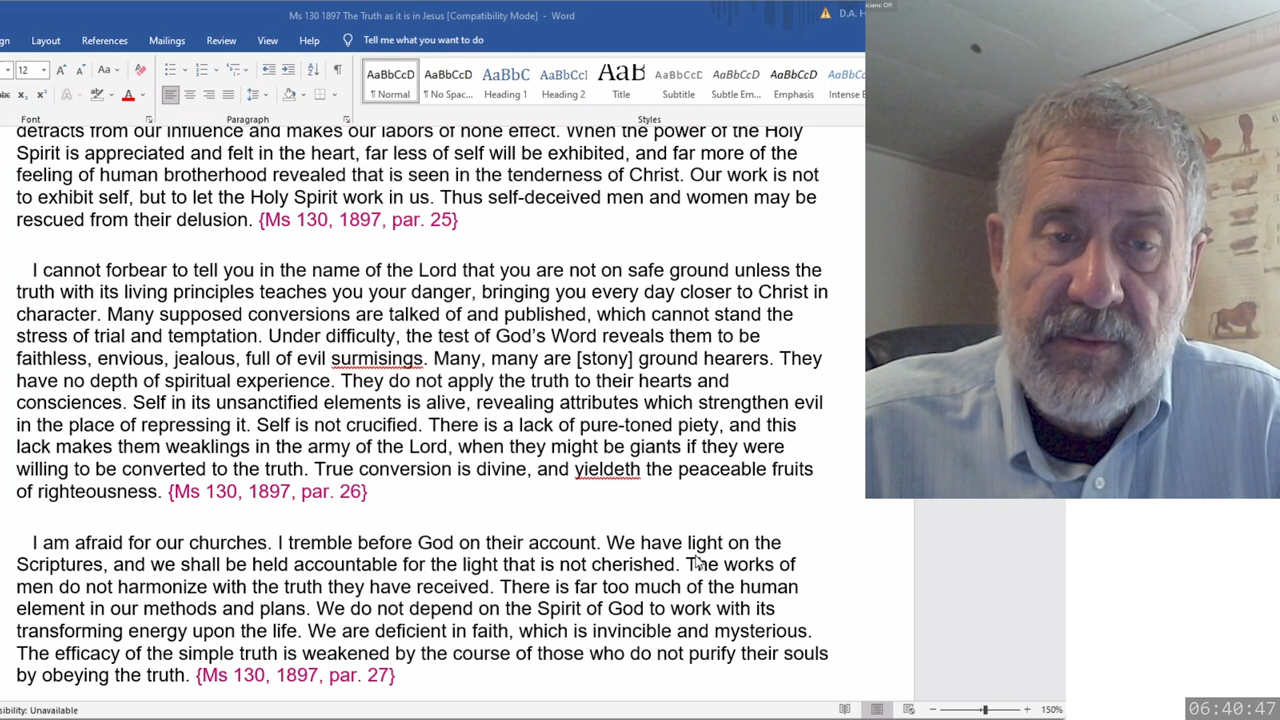 Ms 130 1897 The Truth as it is in Jesus [Compatibility Mode] - Word
D.A. H
Layout References Mailings Review View Help Tell me what you want to do
12
Aa
AaBbCcD AaBbCcD AaBbC AaBbCc AaB AaBbCcD AaBbCcD AaBbCcD AaBbCcD
¶ Normal ¶ No Spac... Heading 1 Heading 2 Title Subtitle Subtle Em... Emphasis Intense E
Font Paragraph Styles
detracts from our influence and makes our labors of none effect. When the power of the Holy
Spirit is appreciated and felt in the heart, far less of self will be exhibited, and far more of the
feeling of human brotherhood revealed that is seen in the tenderness of Christ. Our work is not
to exhibit self, but to let the Holy Spirit work in us. Thus self-deceived men and women may be
rescued from their delusion. {Ms 130, 1897, par. 25}
I cannot forbear to tell you in the name of the Lord that you are not on safe ground unless the
truth with its living principles teaches you your danger, bringing you every day closer to Christ in
character. Many supposed conversions are talked of and published, which cannot stand the
stress of trial and temptation. Under difficulty, the test of God’s Word reveals them to be
faithless, envious, jealous, full of evil surmisings. Many, many are [stony] ground hearers. They
have no depth of spiritual experience. They do not apply the truth to their hearts and
consciences. Self in its unsanctified elements is alive, revealing attributes which strengthen evil
in the place of repressing it. Self is not crucified. There is a lack of pure-toned piety, and this
lack makes them weaklings in the army of the Lord, when they might be giants if they were
willing to be converted to the truth. True conversion is divine, and yieldeth the peaceable fruits
of righteousness. {Ms 130, 1897, par. 26}
I am afraid for our churches. I tremble before God on their account. We have light on the
Scriptures, and we shall be held accountable for the light that is not cherished. The works of
men do not harmonize with the truth they have received. There is far too much of the human
element in our methods and plans. We do not depend on the Spirit of God to work with its
transforming energy upon the life. We are deficient in faith, which is invincible and mysterious.
The efficacy of the simple truth is weakened by the course of those who do not purify their souls
by obeying the truth. {Ms 130, 1897, par. 27}
sibility: Unavailable
150%
06:40:47